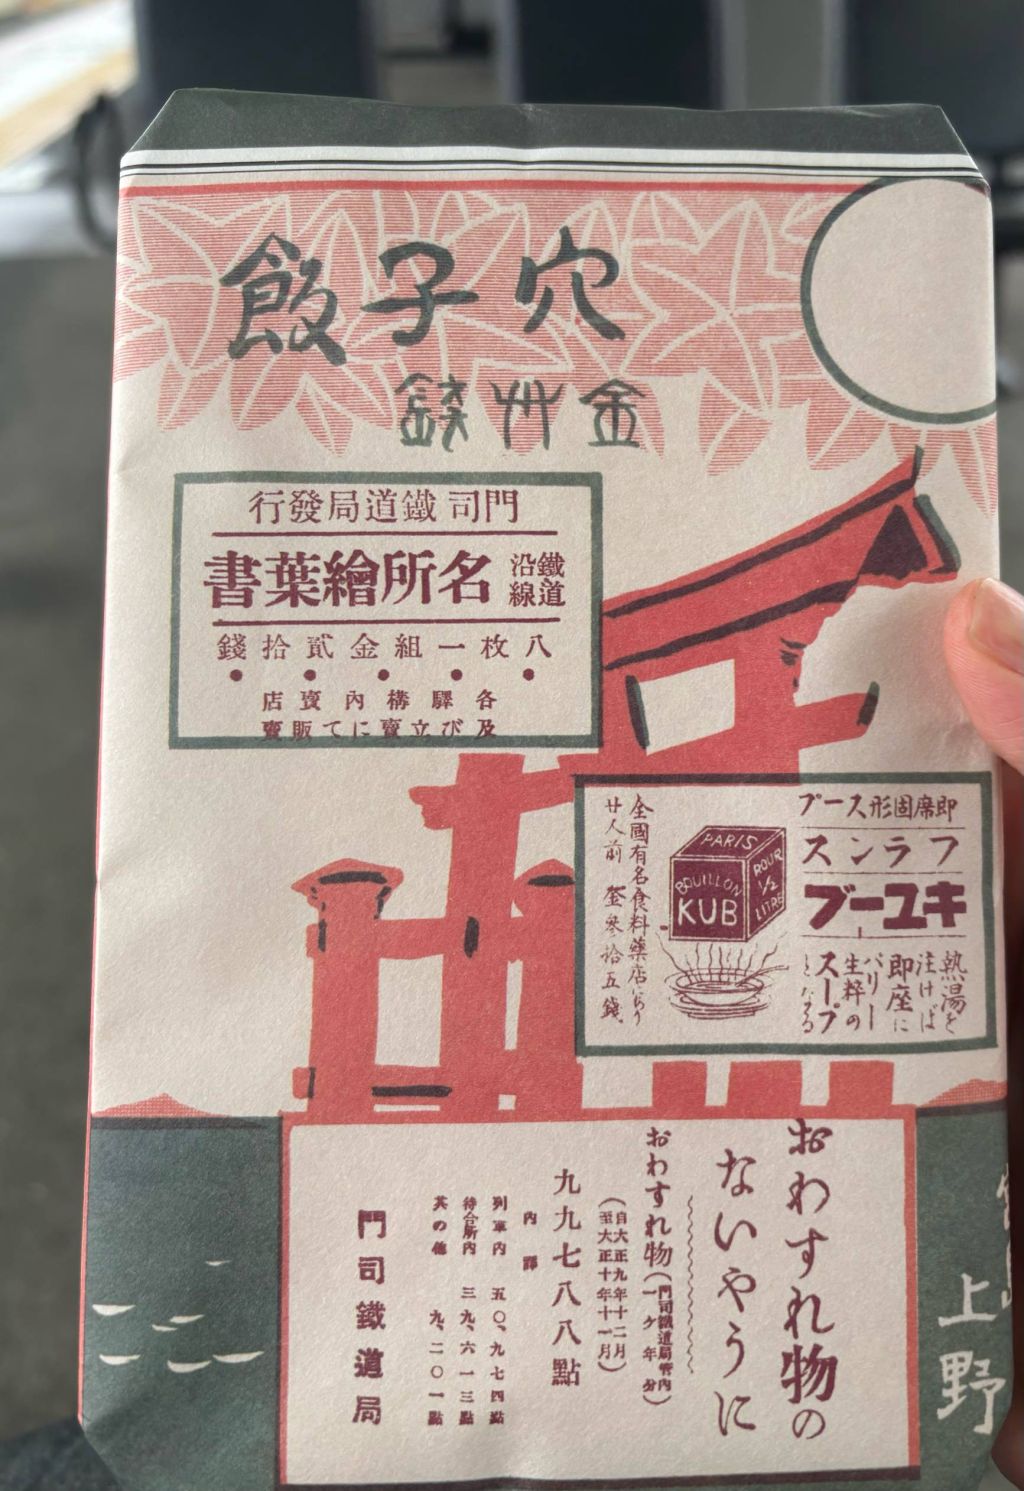 穴子飯
金卅錢
門司鐵道局發行
鐵道
沿線
名所繪葉書
八枚一組金貳拾錢
各驛構內賣店
及び立賣にて販賣
即席固形スープ
フランス
キユーブ
熱湯を
注けば
即座に
パリー
生粋の
スープ
となる
PARIS
BOUILLON
KUB
POUR
1/2
LITRE
全國有名食料藥店にあり
廿人前 金參拾五錢
おわすれ物の
ないやうに
おわすれ物(門司鐵道局管内一ケ年分)
(自大正九年十二月
至大正十年十一月)
九九七八八點
内譯
列車内 五〇、九七四點
待合所内 三九、六一三點
其の他 九、二〇一點
門司鐵道局
上野